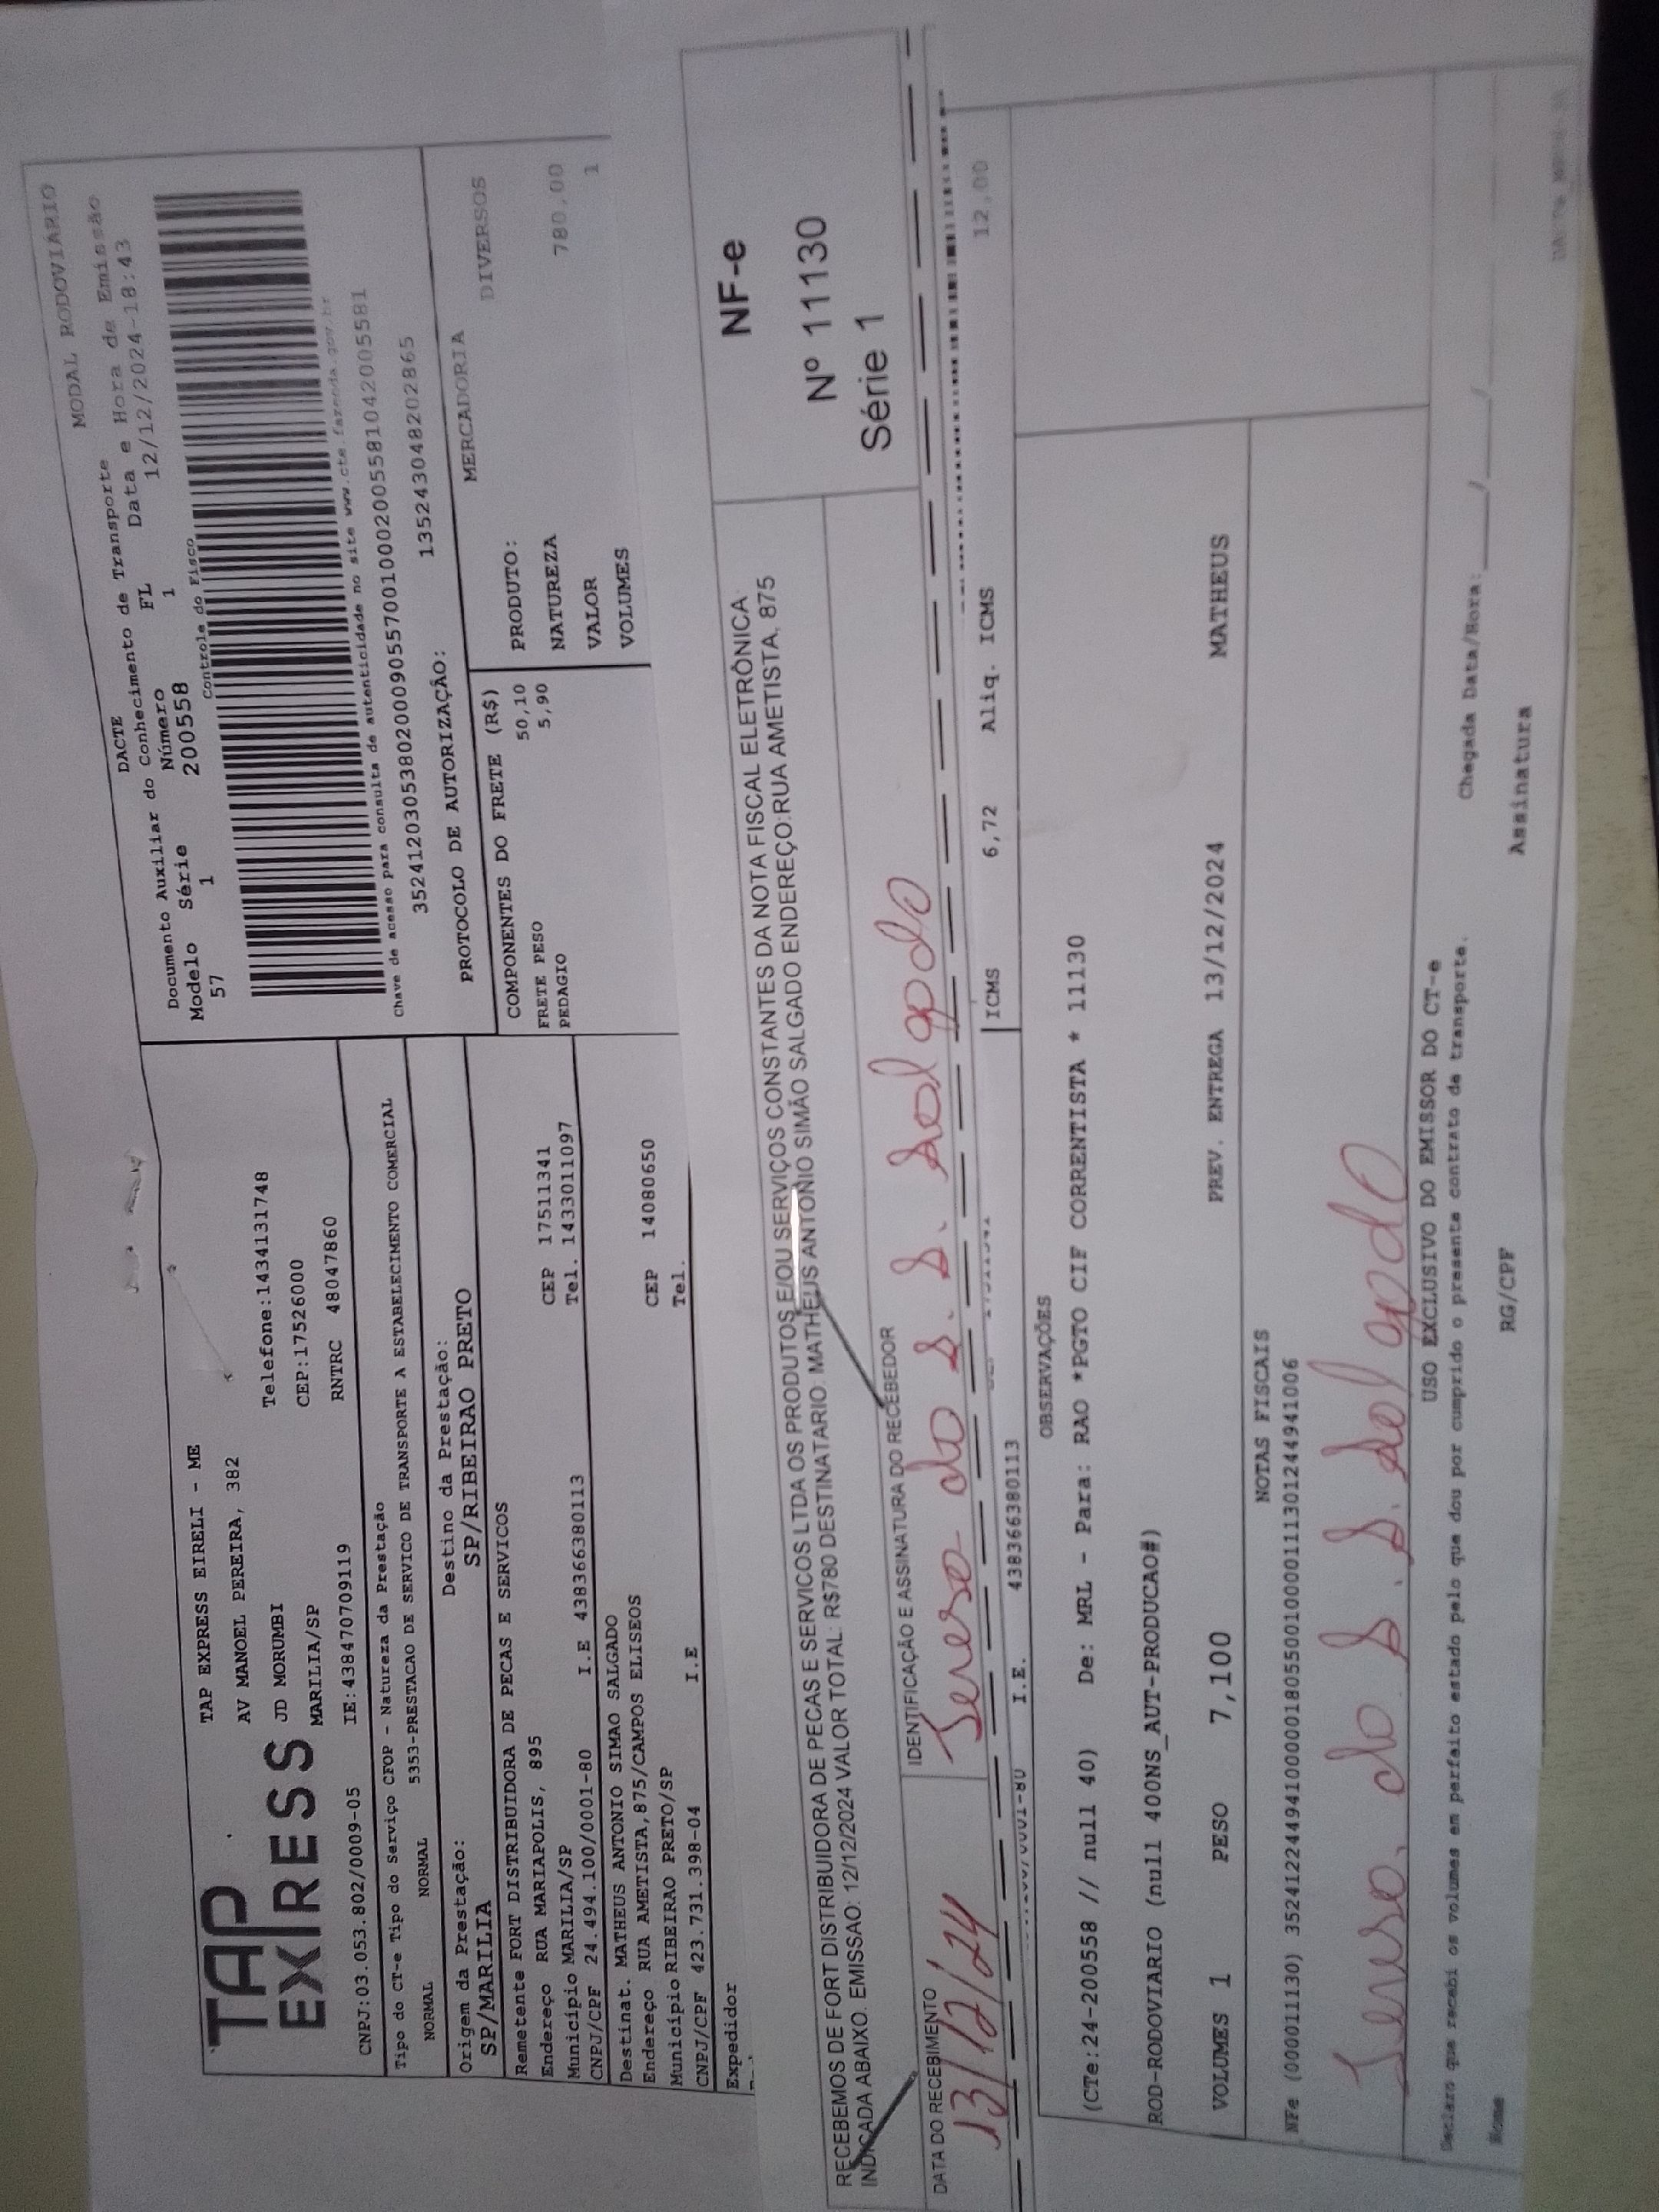 TAP
EXPRESS
TAP EXPRESS EIRELI - ME
AV MANOEL PEREIRA, 382
Telefone:1434131748
JD MORUMBI
CEP:17526000
MARILIA/SP
RNTRC 48047860
CNPJ:03.053.802/0009-05 IE:438470709119
MODAL RODOVIARIO
DACTE
Documento Auxiliar do Conhecimento de Transporte
Modelo Série Número FL Data e Hora de Emissão
57 1 200558 1 12/12/2024-18:43
Controle do Fisco
Chave de acesso para consulta de autenticidade no site www.cte.fazenda.gov.br
35241203053802000905570010002005581042005581
PROTOCOLO DE AUTORIZAÇÃO: 135243048202865
Tipo do CT-e Tipo do Serviço CFOP - Natureza da Prestação
NORMAL NORMAL 5353-PRESTACAO DE SERVICO DE TRANSPORTE A ESTABELECIMENTO COMERCIAL
Origem da Prestação: Destino da Prestação:
SP/MARILIA SP/RIBEIRAO PRETO
Remetente FORT DISTRIBUIDORA DE PECAS E SERVICOS
Endereço RUA MARIAPOLIS, 895 CEP 17511341
Município MARILIA/SP Tel. 1433011097
CNPJ/CPF 24.494.100/0001-80 I.E 438366380113
Destinat. MATHEUS ANTONIO SIMAO SALGADO
Endereço RUA AMETISTA,875/CAMPOS ELISEOS CEP 14080650
Município RIBEIRAO PRETO/SP Tel.
CNPJ/CPF 423.731.398-04 I.E
Expedidor
COMPONENTES DO FRETE (R$)
FRETE PESO 50,10
PEDAGIO 5,90
MERCADORIA
PRODUTO: DIVERSOS
NATUREZA
VALOR 780,00
VOLUMES 1
RECEBEMOS DE FORT DISTRIBUIDORA DE PECAS E SERVICOS LTDA OS PRODUTOS E/OU SERVIÇOS CONSTANTES DA NOTA FISCAL ELETRÔNICA
INDICADA ABAIXO. EMISSAO: 12/12/2024 VALOR TOTAL: R$780 DESTINATARIO: MATHEUS ANTONIO SIMÃO SALGADO ENDEREÇO:RUA AMETISTA, 875
NF-e
Nº 11130
Série 1
DATA DO RECEBIMENTO
13/12/24
IDENTIFICAÇÃO E ASSINATURA DO RECEBEDOR
da S. S. Salgado
I.E. 438366380113
ICMS 6,72 Aliq. ICMS 12,00
OBSERVAÇÕES
(CTe:24-200558 // null 40) De: MRL - Para: RAO *PGTO CIF CORRENTISTA * 11130
ROD-RODOVIARIO (null 400NS_AUT-PRODUCAO#)
VOLUMES 1 PESO 7,100 PREV. ENTREGA 13/12/2024 MATHEUS
NOTAS FISCAIS
NFe (000011130) 35241224494100000180550010000111301244941006
da S. S. Salgado
USO EXCLUSIVO DO EMISSOR DO CT-e
Declaro que recebi os volumes em perfeito estado pelo que dou por cumprido o presente contrato de transporte.
Chegada Data/Hora:____/____/____
Nome RG/CPF Assinatura